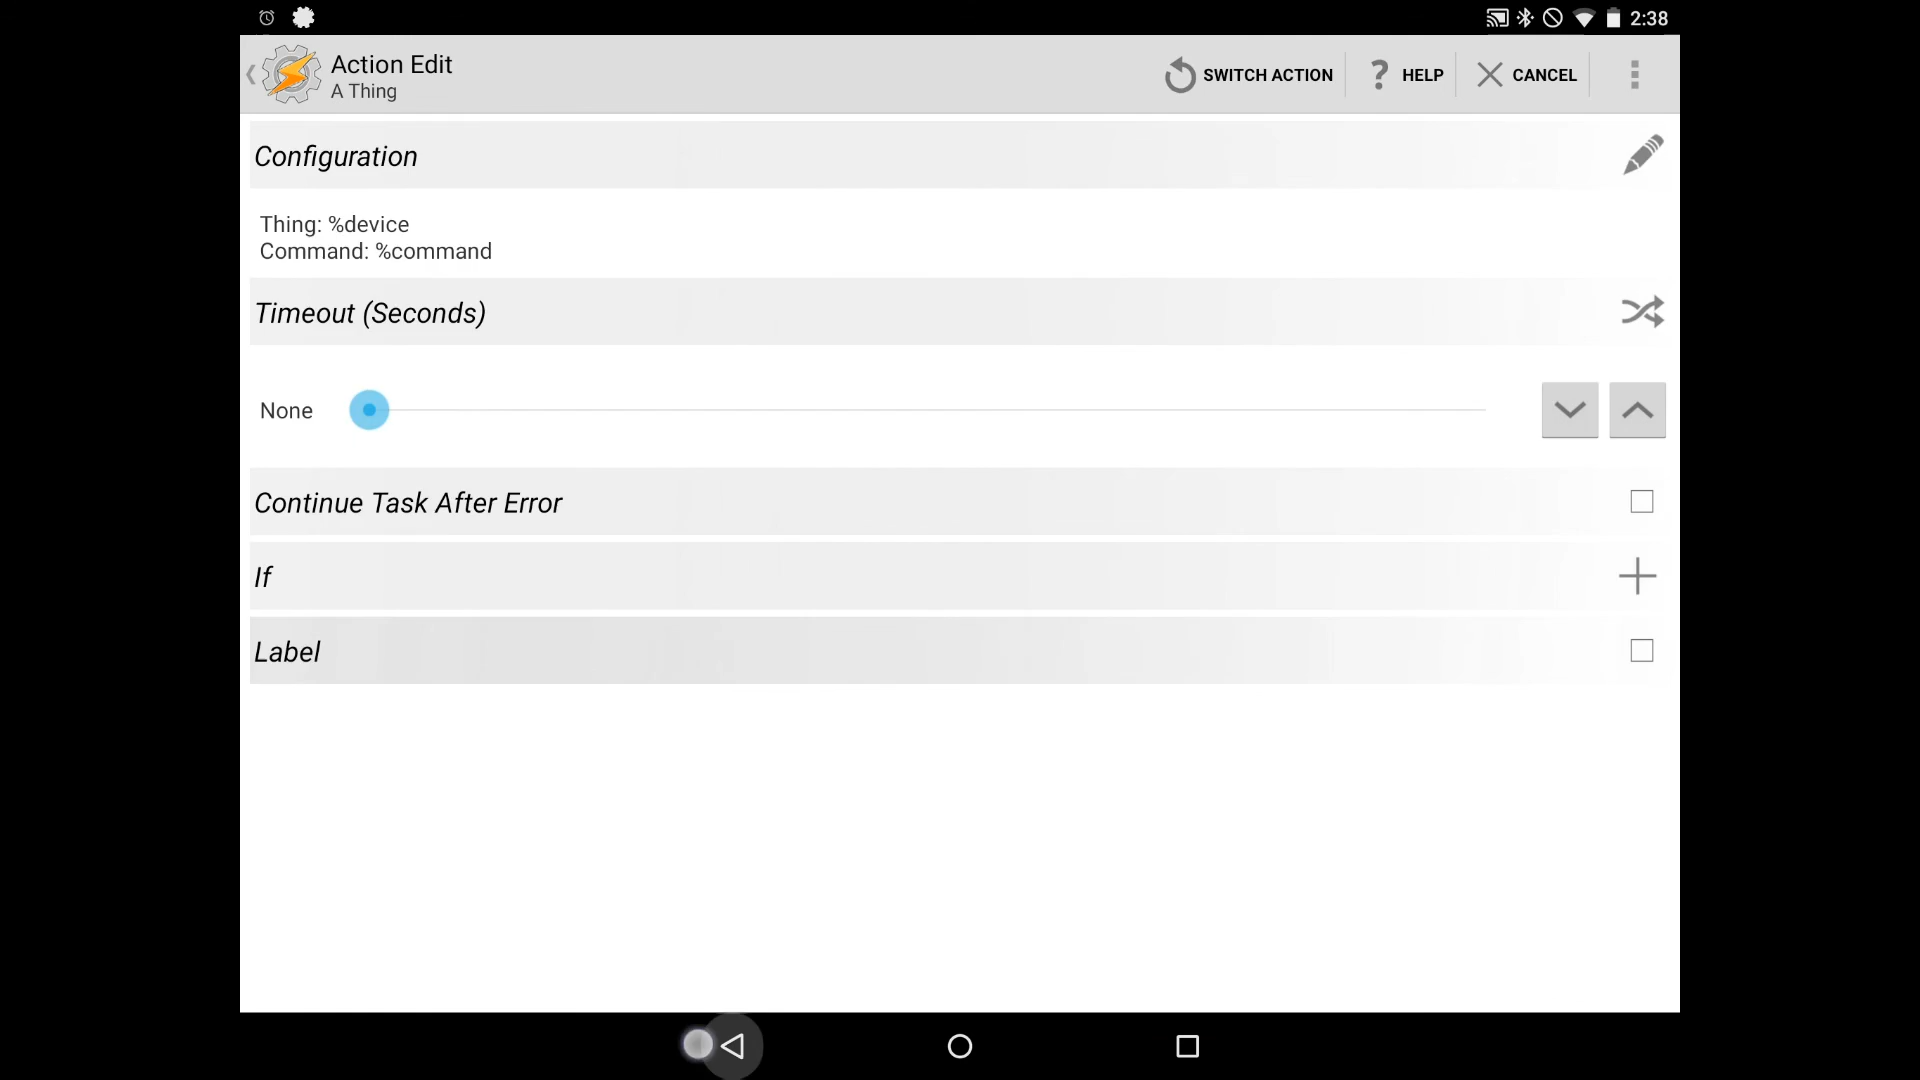 2:38
Action Edit
A Thing
SWITCH ACTION
HELP
CANCEL
Configuration
Thing: %device
Command: %command
Timeout (Seconds)
None
Continue Task After Error
If
Label